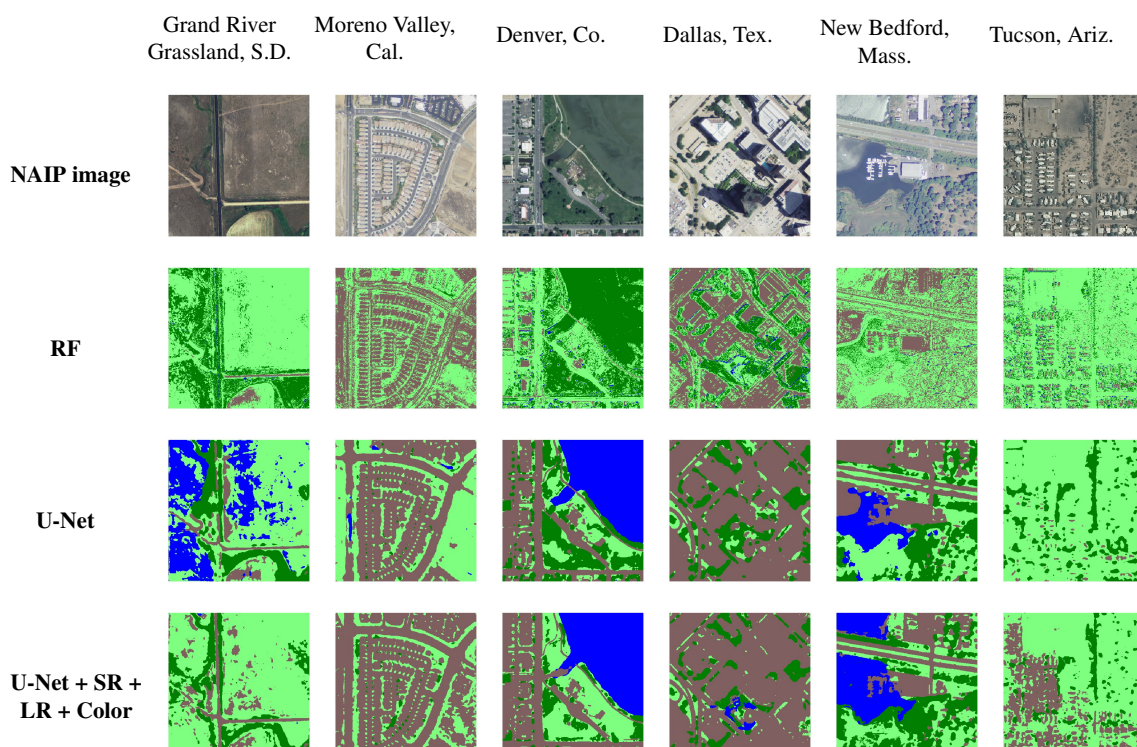 Grand River
Grassland, S.D.
Moreno Valley,
Cal.
Denver, Co.
Dallas, Tex.
New Bedford,
Mass.
Tucson, Ariz.
NAIP image
RF
U-Net
U-Net + SR +
LR + Color